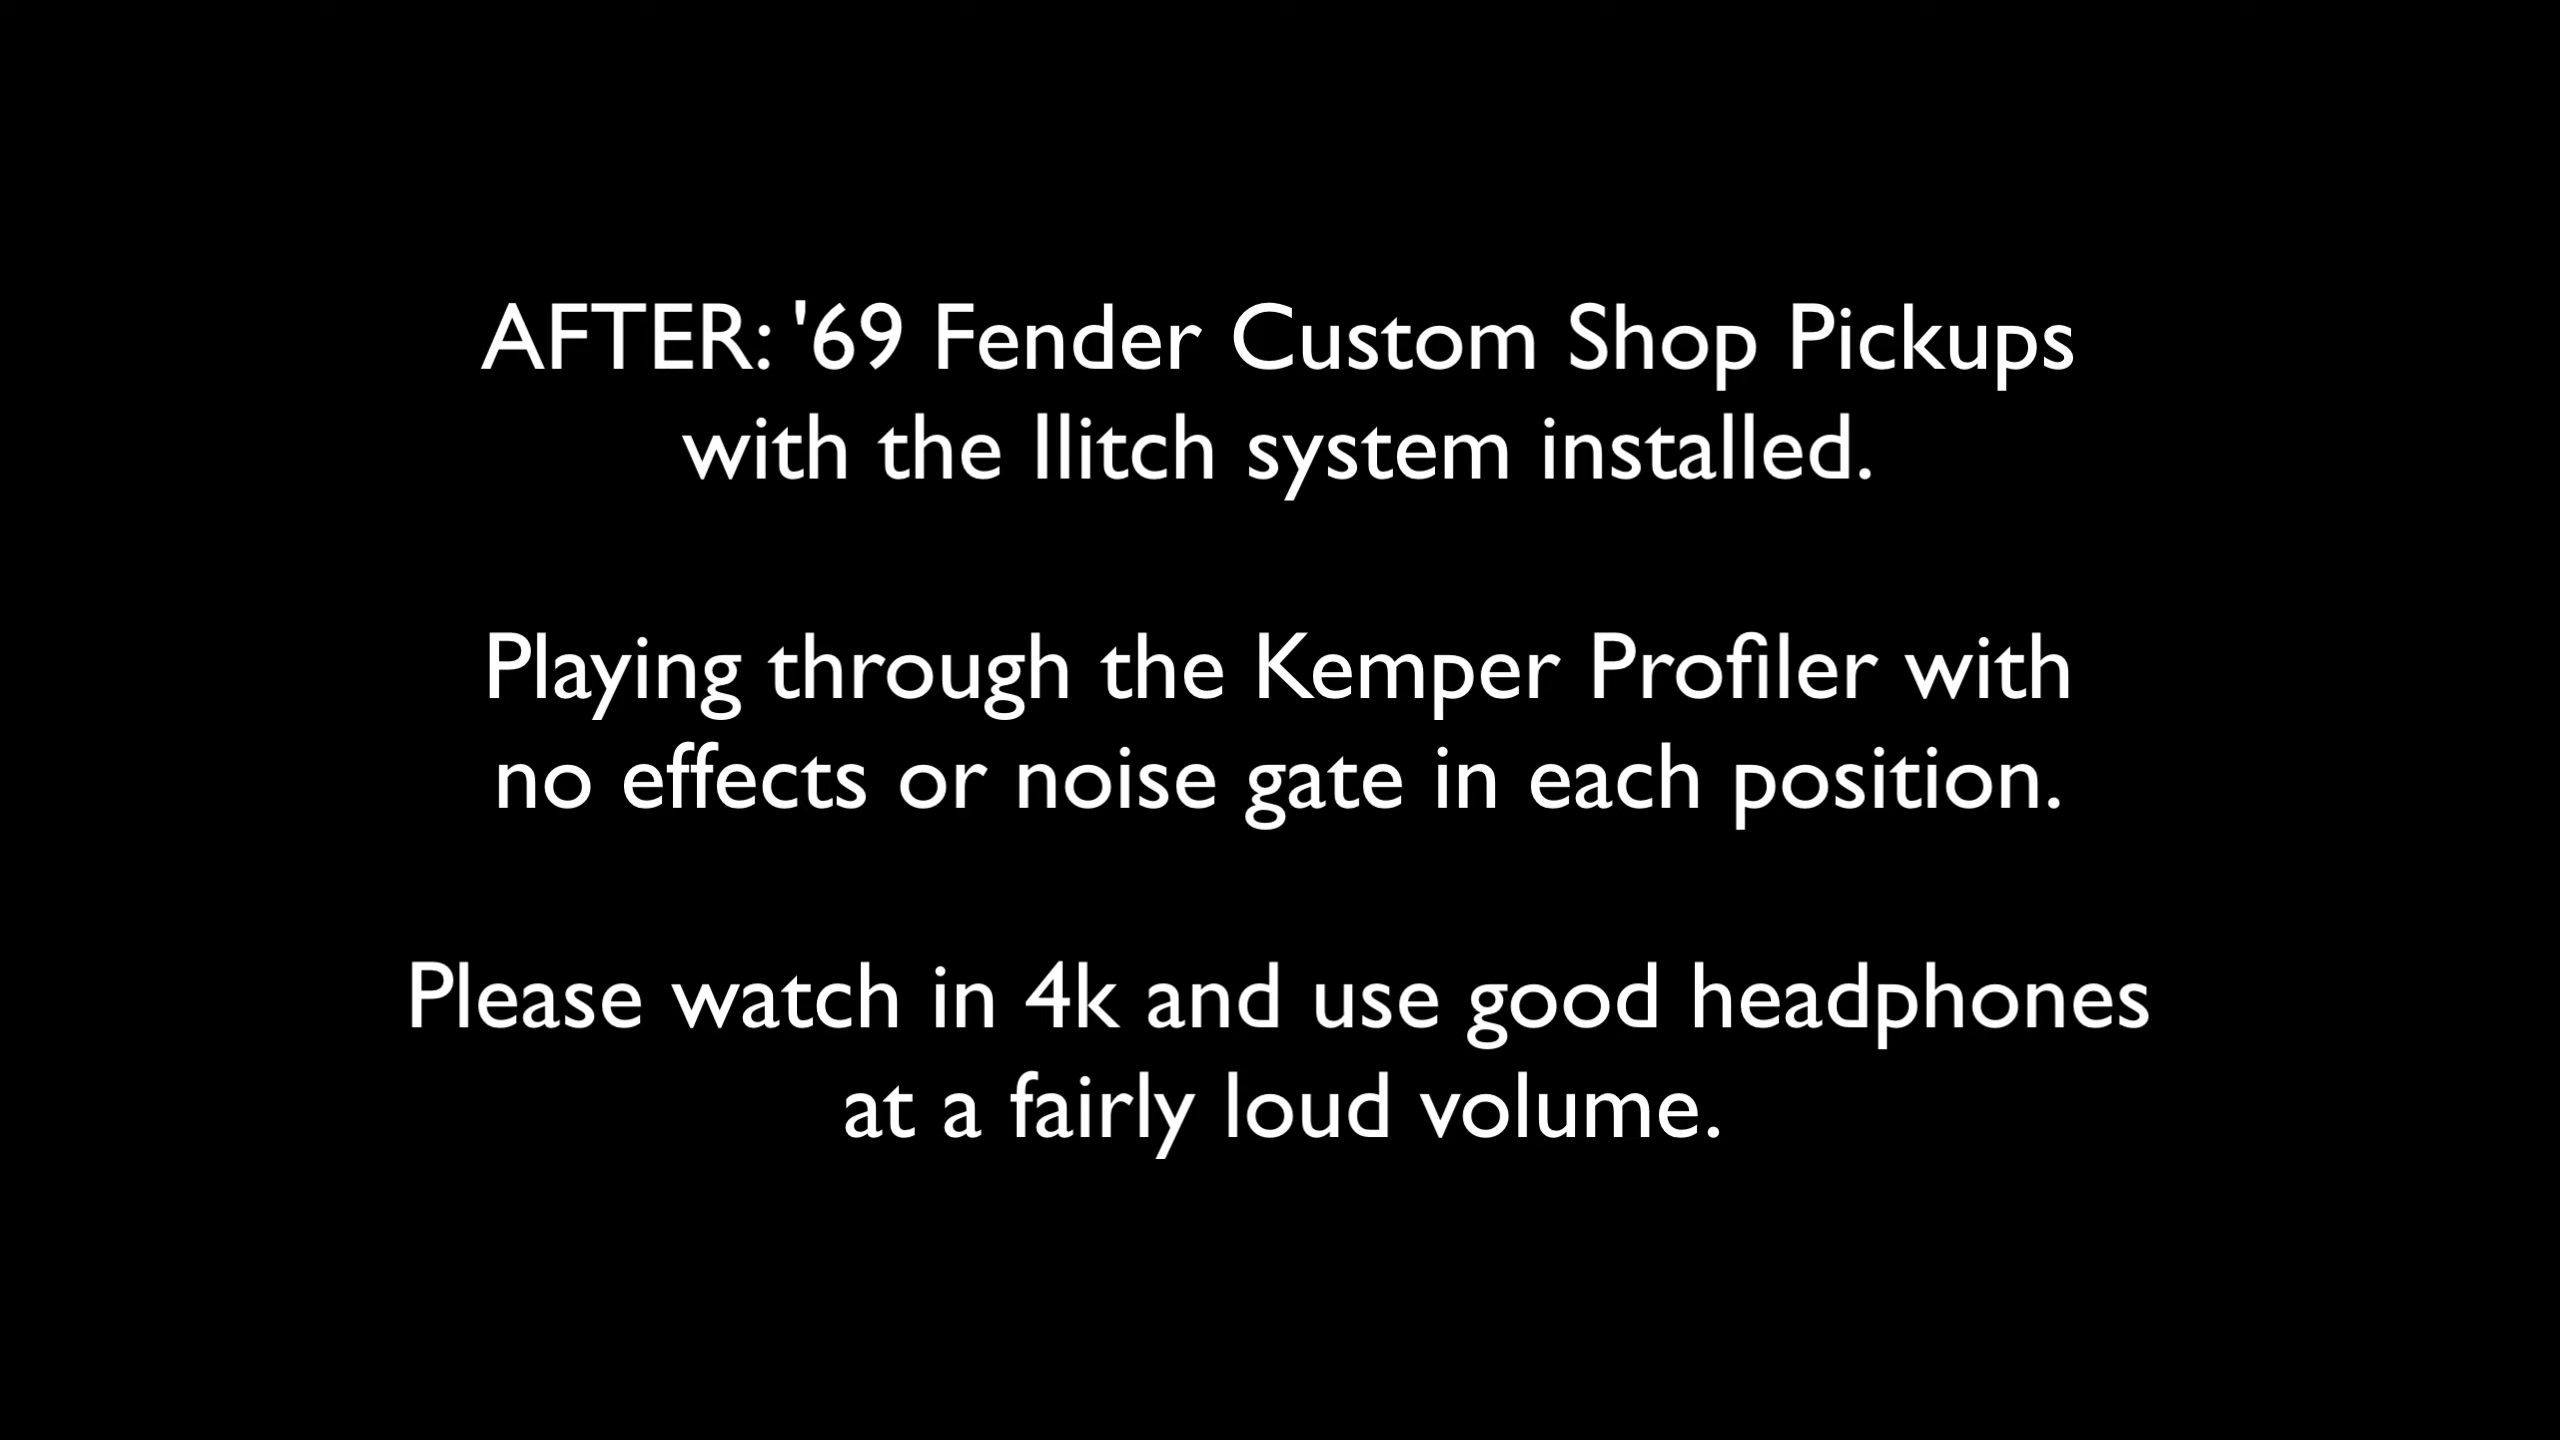 AFTER: '69 Fender Custom Shop Pickups
with the Ilitch system installed.
Playing through the Kemper Profiler with
no effects or noise gate in each position.
Please watch in 4k and use good headphones
at a fairly loud volume.